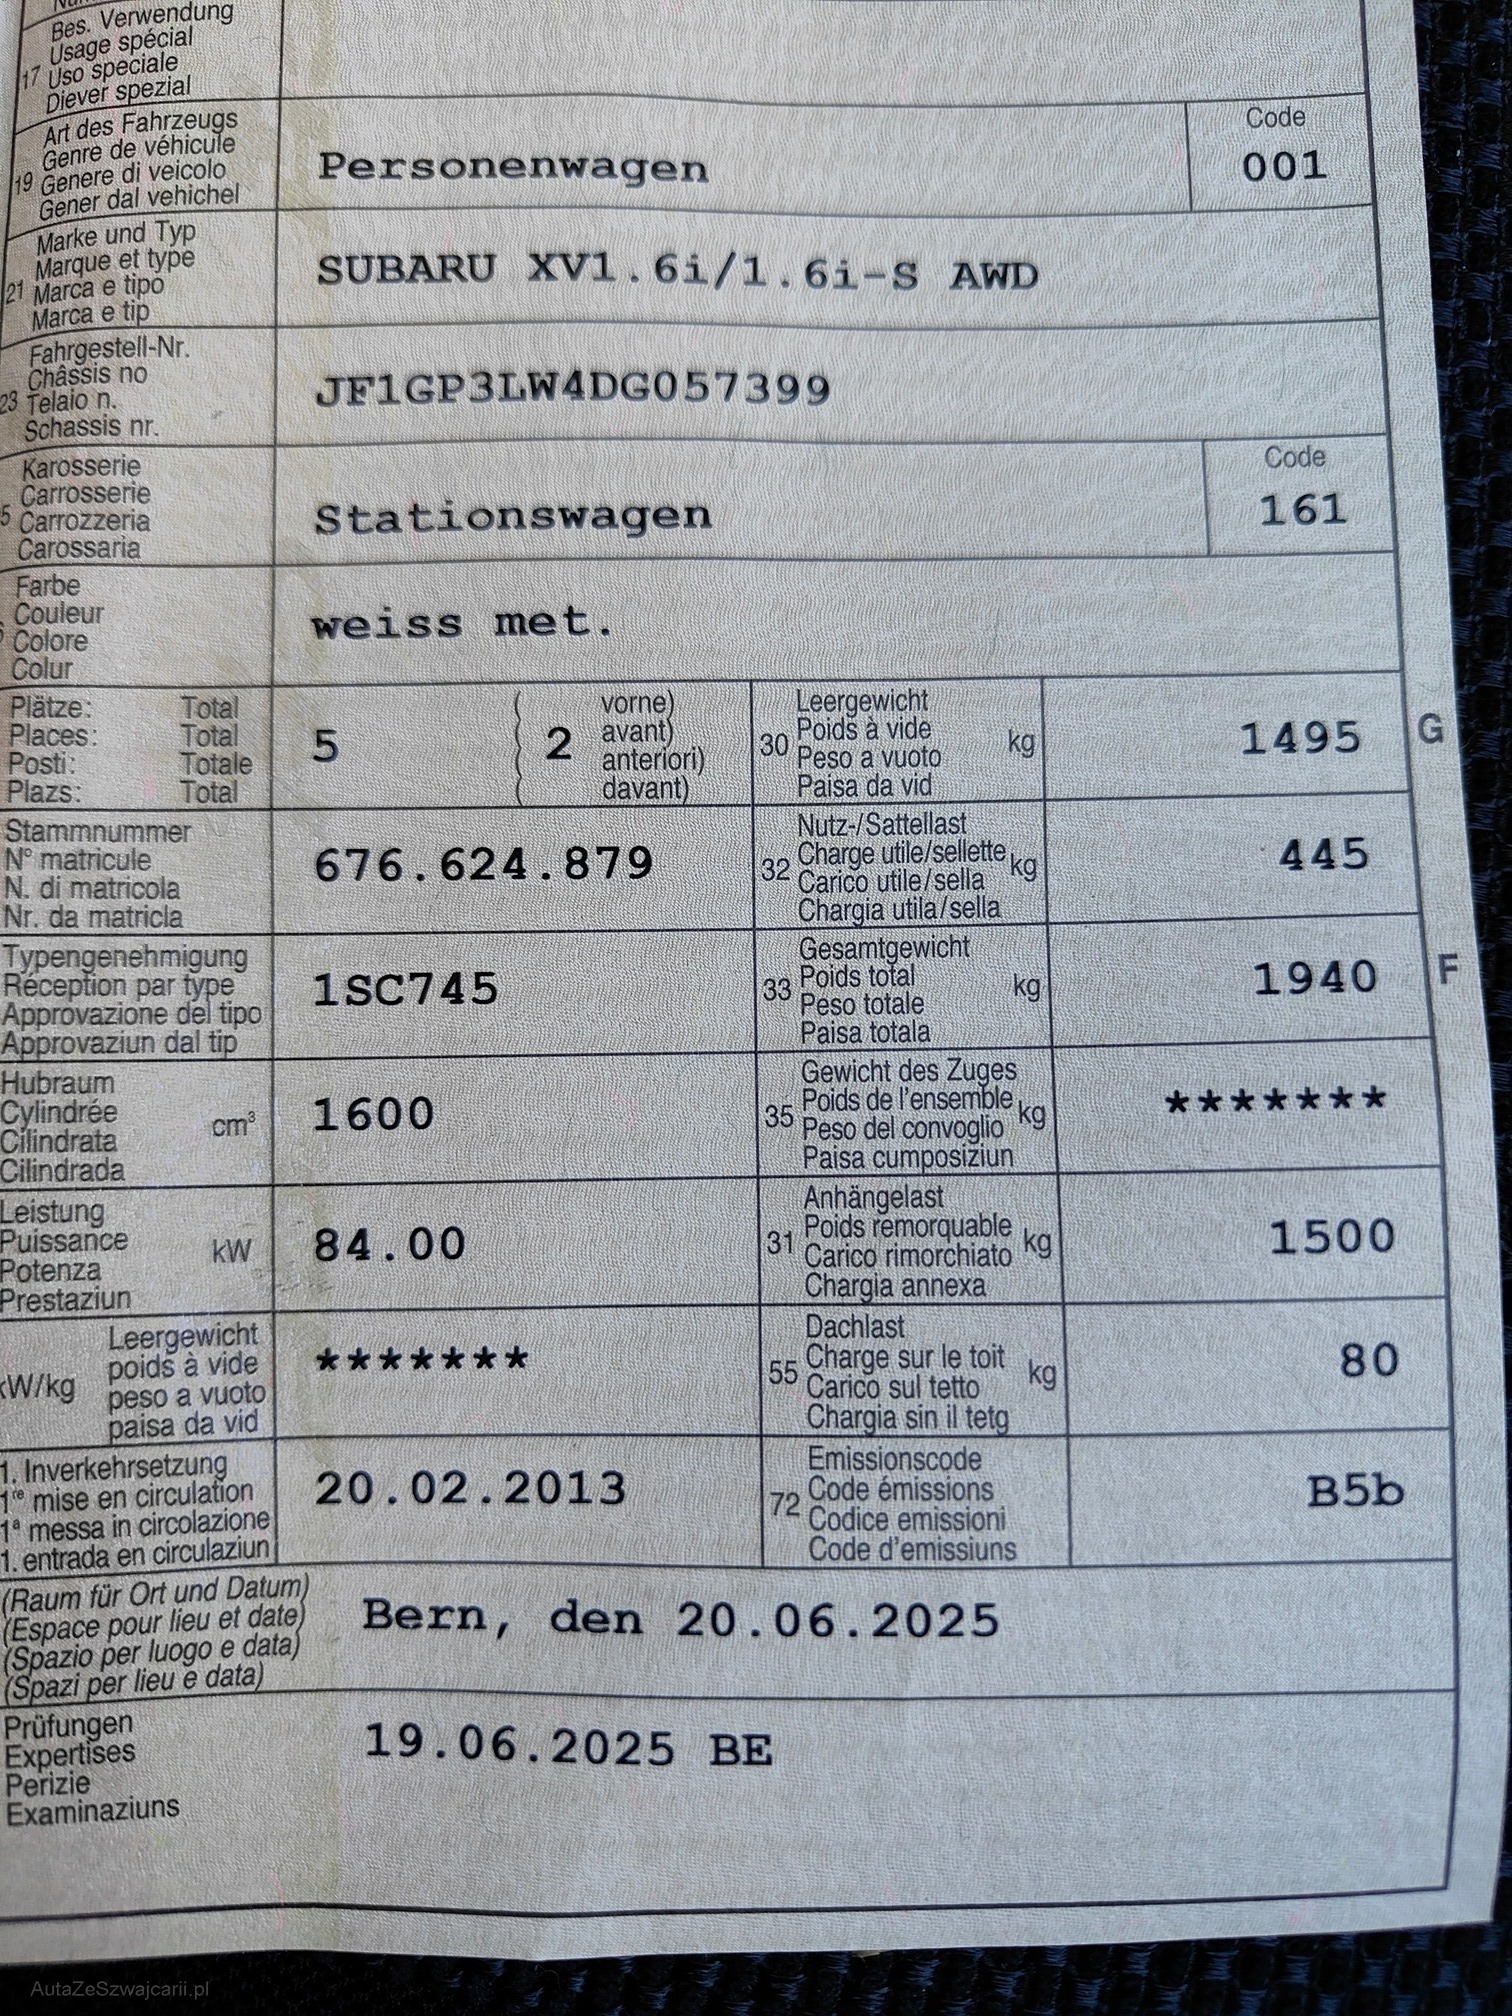 Bes. Verwendung
Usage spécial
17 Uso speciale
Diever spezial
Art des Fahrzeugs
Genre de véhicule
19 Genere di veicolo
Gener dal vehichel
Personenwagen
Code
001
Marke und Typ
Marque et type
21 Marca e tipo
Marca e tip
SUBARU XV1.6i/1.6i-S AWD
Fahrgestell-Nr.
Châssis no
23 Telaio n.
Schassis nr.
JF1GP3LW4DG057399
Karosserie
Carrosserie
5 Carrozzeria
Carossaria
Stationswagen
Code
161
Farbe
Couleur
Colore
Colur
weiss met.
Plätze: Total
Places: Total
Posti: Totale
Plazs: Total
5 ( 2 vorne)
avant)
anteriori)
davant)
Leergewicht
Poids à vide
30 Peso a vuoto kg
Paisa da vid
1495 G
Stammnummer
N° matricule
N. di matricola
Nr. da matricla
676.624.879
Nutz-/Sattellast
Charge utile/sellette
32 Carico utile/sella kg
Chargia utila/sella
445
Typengenehmigung
Réception par type
Approvazione del tipo
Approvaziun dal tip
1SC745
Gesamtgewicht
Poids total
33 Peso totale kg
Paisa totala
1940 F
Hubraum
Cylindrée
Cilindrata cm³
Cilindrada
1600
Gewicht des Zuges
Poids de l'ensemble
35 Peso del convoglio kg
Paisa cumposiziun
*******
Leistung
Puissance
Potenza kW
Prestaziun
84.00
Anhängelast
Poids remorquable
31 Carico rimorchiato kg
Chargia annexa
1500
Leergewicht
poids à vide
kW/kg peso a vuoto
paisa da vid
*******
Dachlast
Charge sur le toit
55 Carico sul tetto kg
Chargia sin il tetg
80
1. Inverkehrsetzung
1re mise en circulation
1a messa in circolazione
1. entrada en circulaziun
20.02.2013
Emissionscode
Code émissions
72 Codice emissioni
Code d'emissiuns
B5b
(Raum für Ort und Datum)
(Espace pour lieu et date)
(Spazio per luogo e data)
(Spazi per lieu e data)
Bern, den 20.06.2025
Prüfungen
Expertises
Perizie
Examinaziuns
19.06.2025 BE
AutaZeSzwajcarii.pl